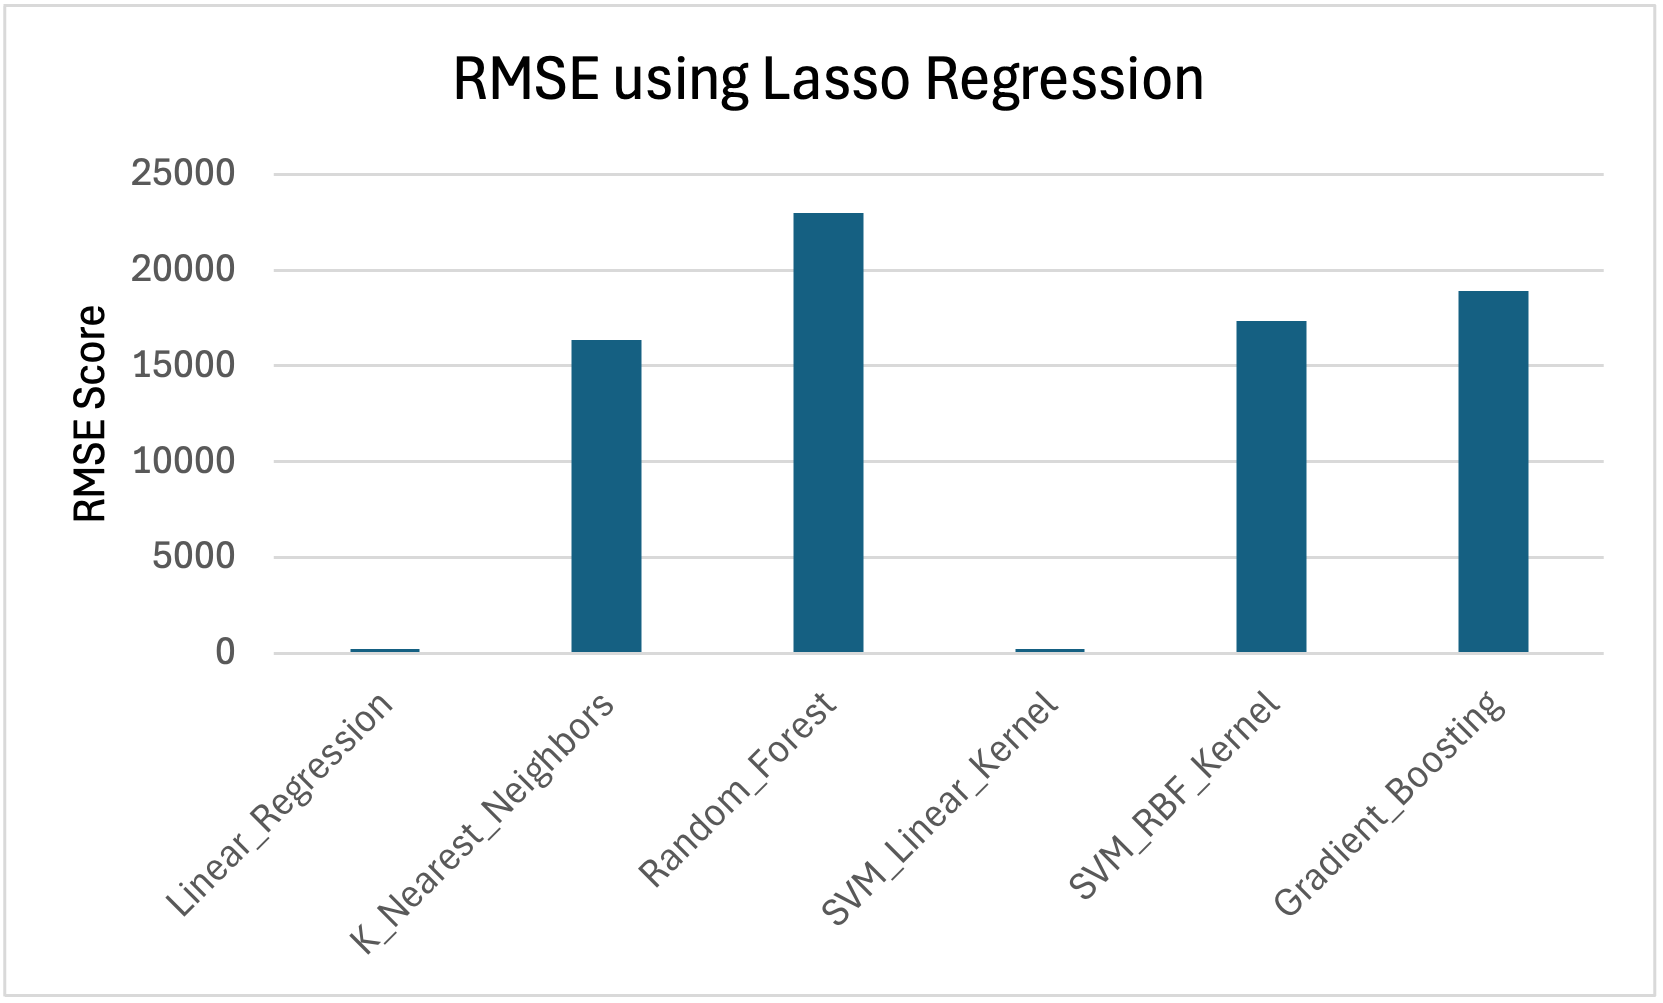 RMSE using Lasso Regression
RMSE Score
25000
20000
15000
10000
5000
0
Linear_Regression
K_Nearest_Neighbors
Random_Forest
SVM_Linear_Kernel
SVM_RBF_Kernel
Gradient_Boosting